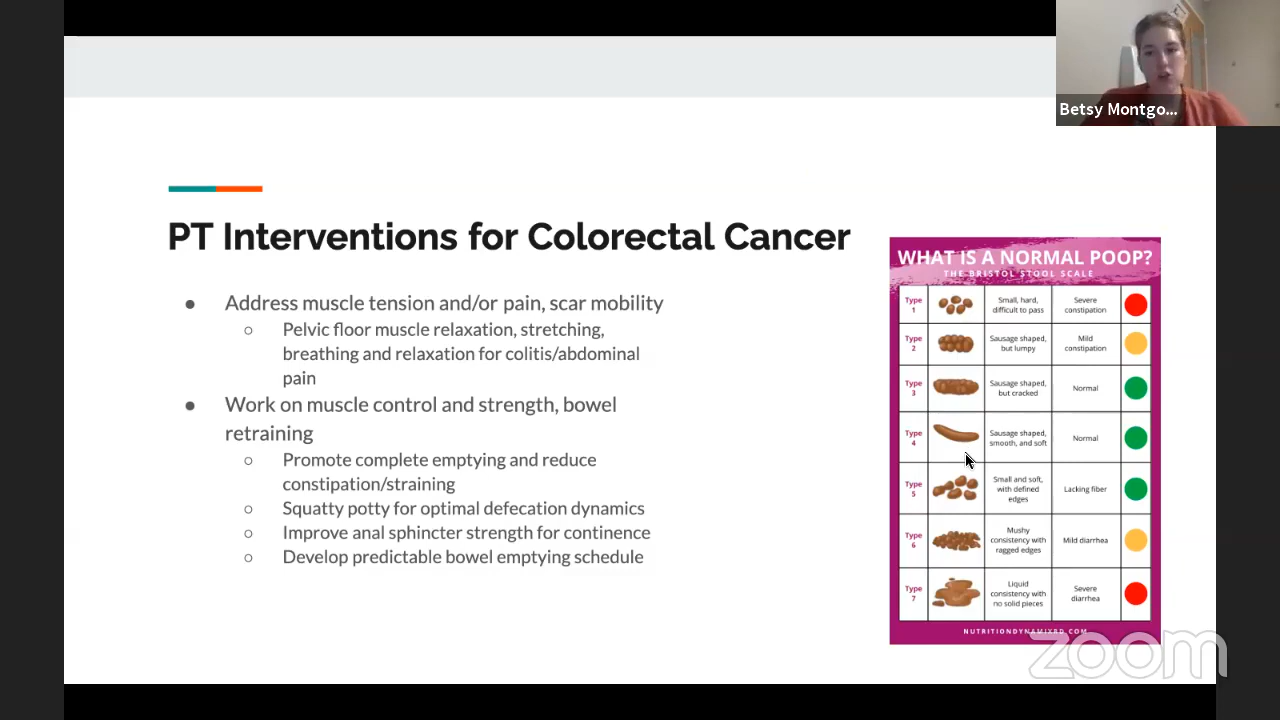 Betsy Montgo...
PT Interventions for Colorectal Cancer
● Address muscle tension and/or pain, scar mobility
○ Pelvic floor muscle relaxation, stretching,
breathing and relaxation for colitis/abdominal
pain
● Work on muscle control and strength, bowel
retraining
○ Promote complete emptying and reduce
constipation/straining
○ Squatty potty for optimal defecation dynamics
○ Improve anal sphincter strength for continence
○ Develop predictable bowel emptying schedule
WHAT IS A NORMAL POOP?
THE BRISTOL STOOL SCALE
Type
1
Small, hard,
difficult to pass
Severe
constipation
Type
2
Sausage shaped,
but lumpy
Mild
constipation
Type
3
Sausage shaped,
but cracked
Normal
Type
4
Sausage shaped,
smooth, and soft
Normal
Type
5
Small and soft,
with defined
edges
Lacking fiber
Type
6
Mushy
consistency with
ragged edges
Mild diarrhea
Type
7
Liquid
consistency with
no solid pieces
Severe
diarrhea
NUTRITIONDYNAMIXRD.COM
zoom